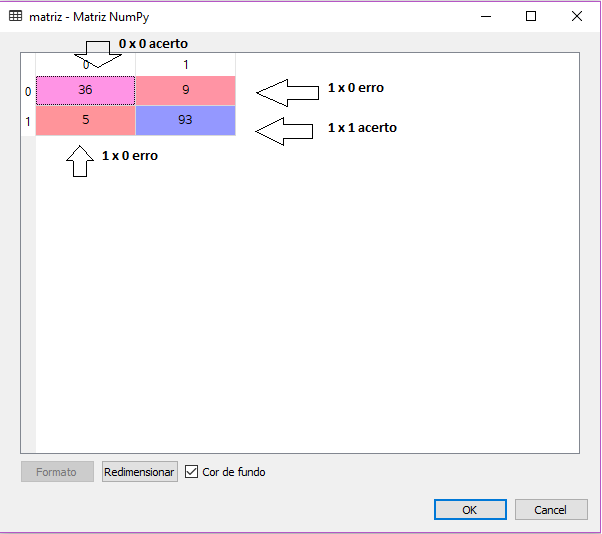 matriz - Matriz NumPy
0 x 0 acerto
0 1
0 36 9 1 x 0 erro
1 5 93 1 x 1 acerto
1 x 0 erro
Formato Redimensionar Cor de fundo
OK Cancel